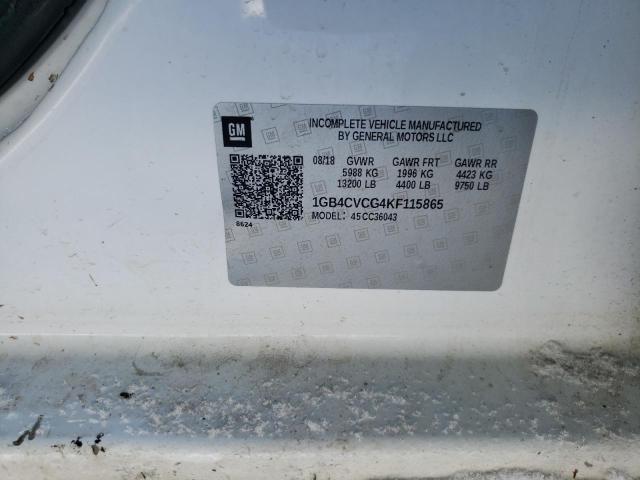 GM
INCOMPLETE VEHICLE MANUFACTURED
BY GENERAL MOTORS LLC
08/18 GVWR GAWR FRT GAWR RR
5988 KG 1996 KG 4423 KG
13200 LB 4400 LB 9750 LB
1GB4CVCG4KF115865
MODEL: 45CC36043
8624